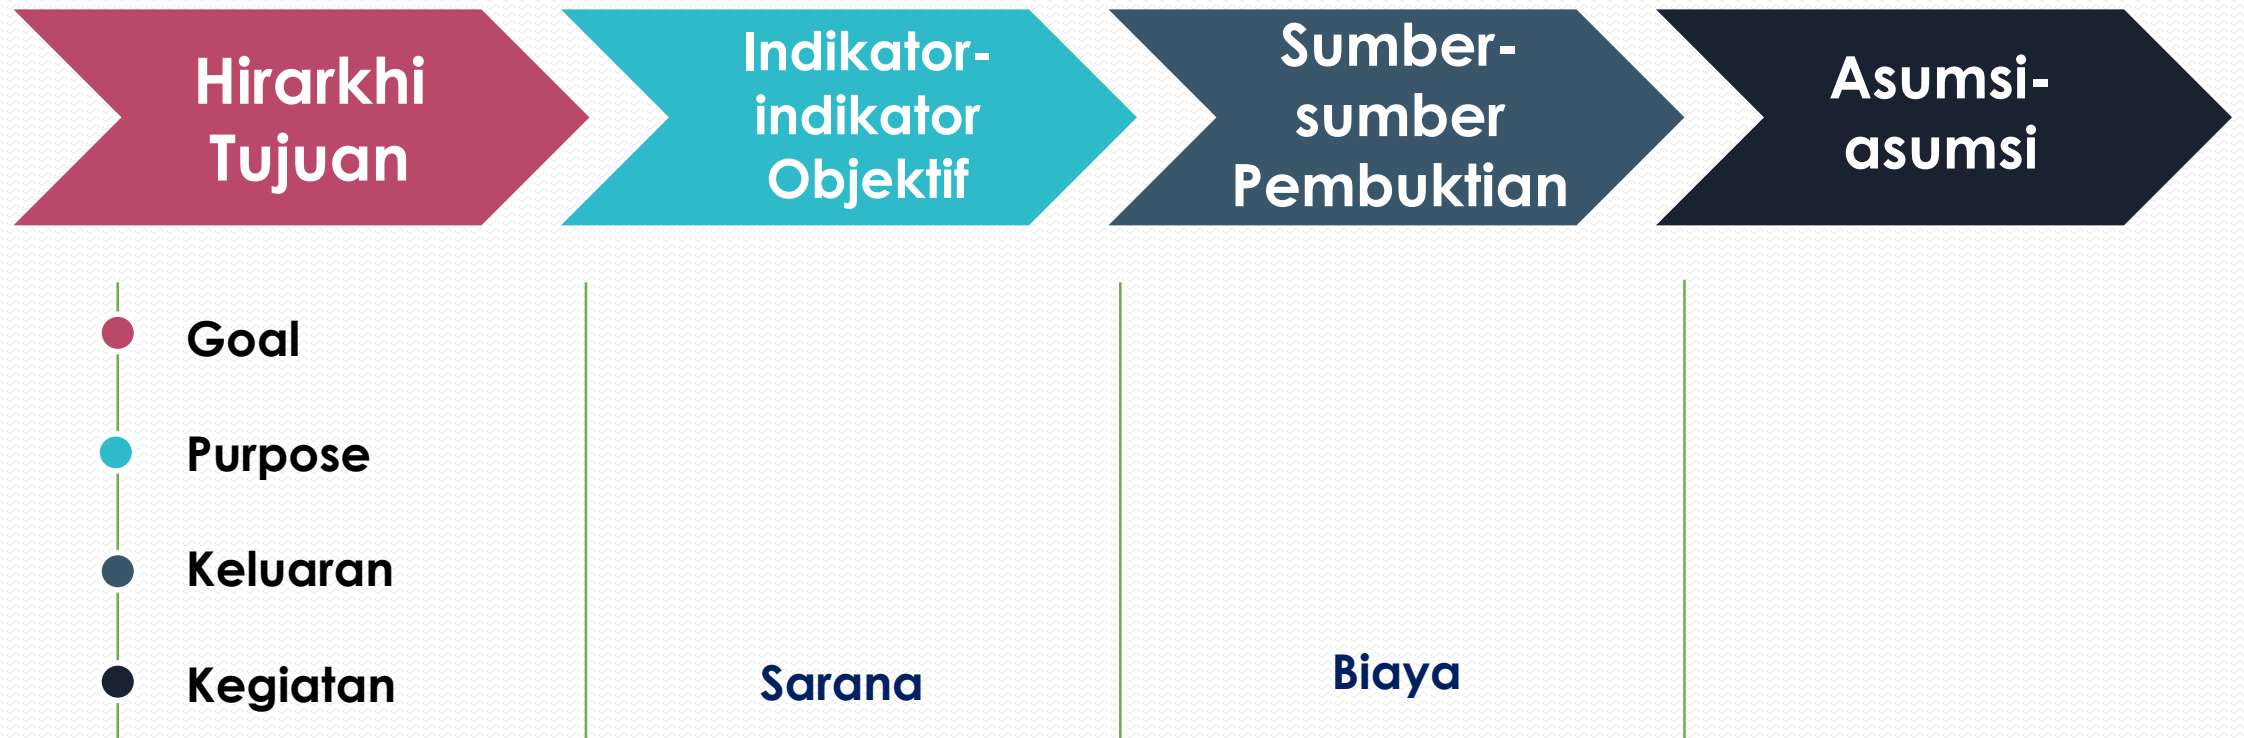 Hirarkhi
Tujuan
Indikator-
indikator
Objektif
Sumber-
sumber
Pembuktian
Asumsi-
asumsi
Goal
Purpose
Keluaran
Kegiatan
Sarana
Biaya